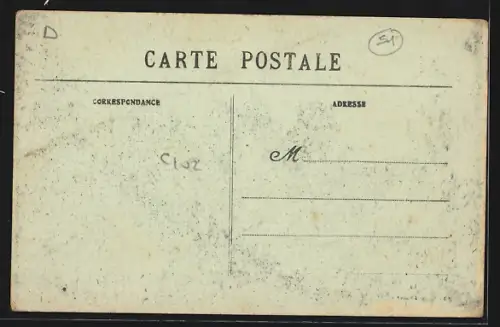 D
CARTE POSTALE
CORRESPONDANCE
ADRESSE
M